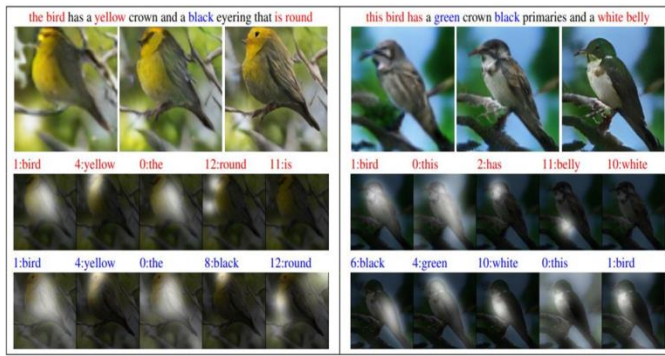 the bird has a yellow crown and a black eyering that is round
1:bird 4:yellow 0:the 12:round 11:is
1:bird 4:yellow 0:the 8:black 12:round
this bird has a green crown black primaries and a white belly
1:bird 0:this 2:has 11:belly 10:white
6:black 4:green 10:white 0:this 1:bird